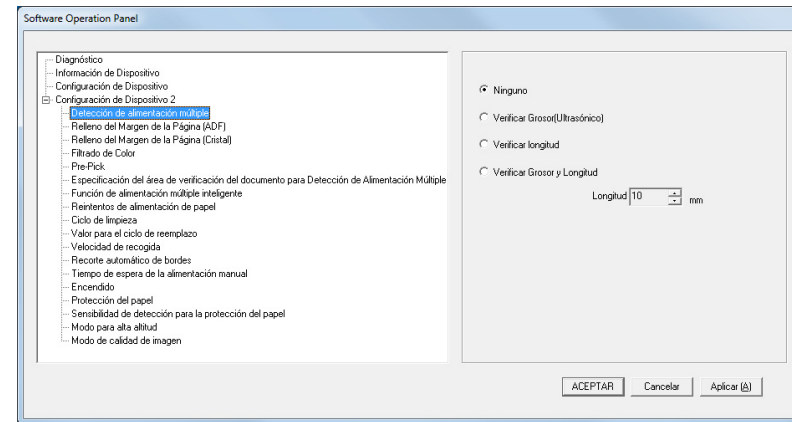 Software Operation Panel
Diagnóstico
Información de Dispositivo
Configuración de Dispositivo
Configuración de Dispositivo 2
Detección de alimentación múltiple
Relleno del Margen de la Página (ADF)
Relleno del Margen de la Página (Cristal)
Filtrado de Color
Pre-Pick
Especificación del área de verificación del documento para Detección de Alimentación Múltiple
Función de alimentación múltiple inteligente
Reintentos de alimentación de papel
Ciclo de limpieza
Valor para el ciclo de reemplazo
Velocidad de recogida
Recorte automático de bordes
Tiempo de espera de la alimentación manual
Encendido
Protección del papel
Sensibilidad de detección para la protección del papel
Modo para alta altitud
Modo de calidad de imagen
Ninguno
Verificar Grosor(Ultrasónico)
Verificar longitud
Verificar Grosor y Longitud
Longitud 10 mm
ACEPTAR Cancelar Aplicar (A)